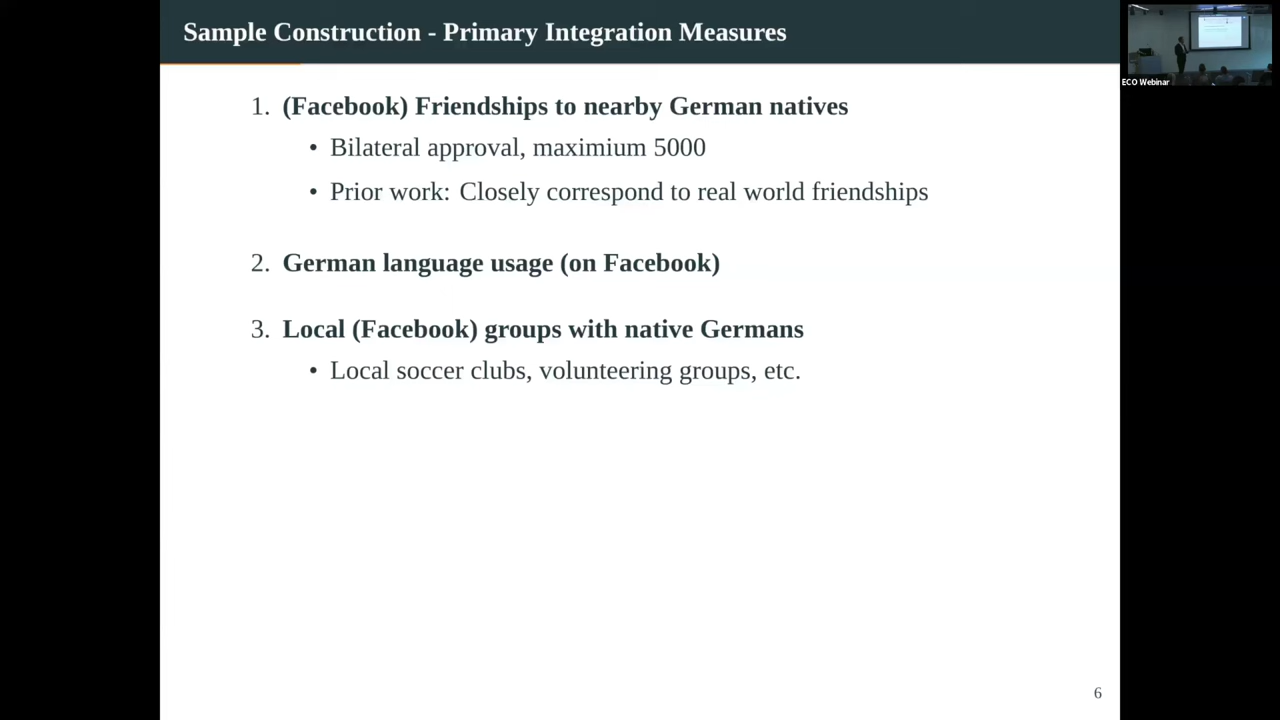 Sample Construction - Primary Integration Measures
ECO Webinar
1. (Facebook) Friendships to nearby German natives
• Bilateral approval, maximium 5000
• Prior work: Closely correspond to real world friendships
2. German language usage (on Facebook)
3. Local (Facebook) groups with native Germans
• Local soccer clubs, volunteering groups, etc.
6